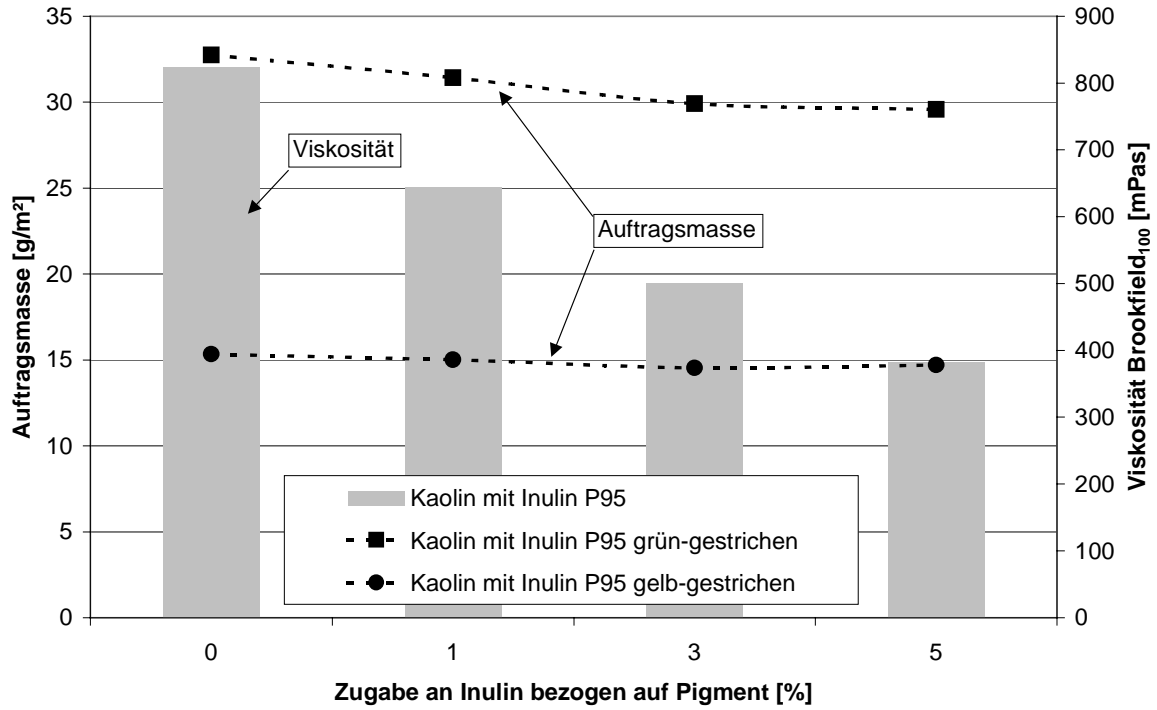 35
30
25
20
15
10
5
0
Auftragsmasse [g/m²]
900
800
700
600
500
400
300
200
100
0
Viskosität Brookfield₁₀₀ [mPas]
Viskosität
Auftragsmasse
Kaolin mit Inulin P95
Kaolin mit Inulin P95 grün-gestrichen
Kaolin mit Inulin P95 gelb-gestrichen
0 1 3 5
Zugabe an Inulin bezogen auf Pigment [%]